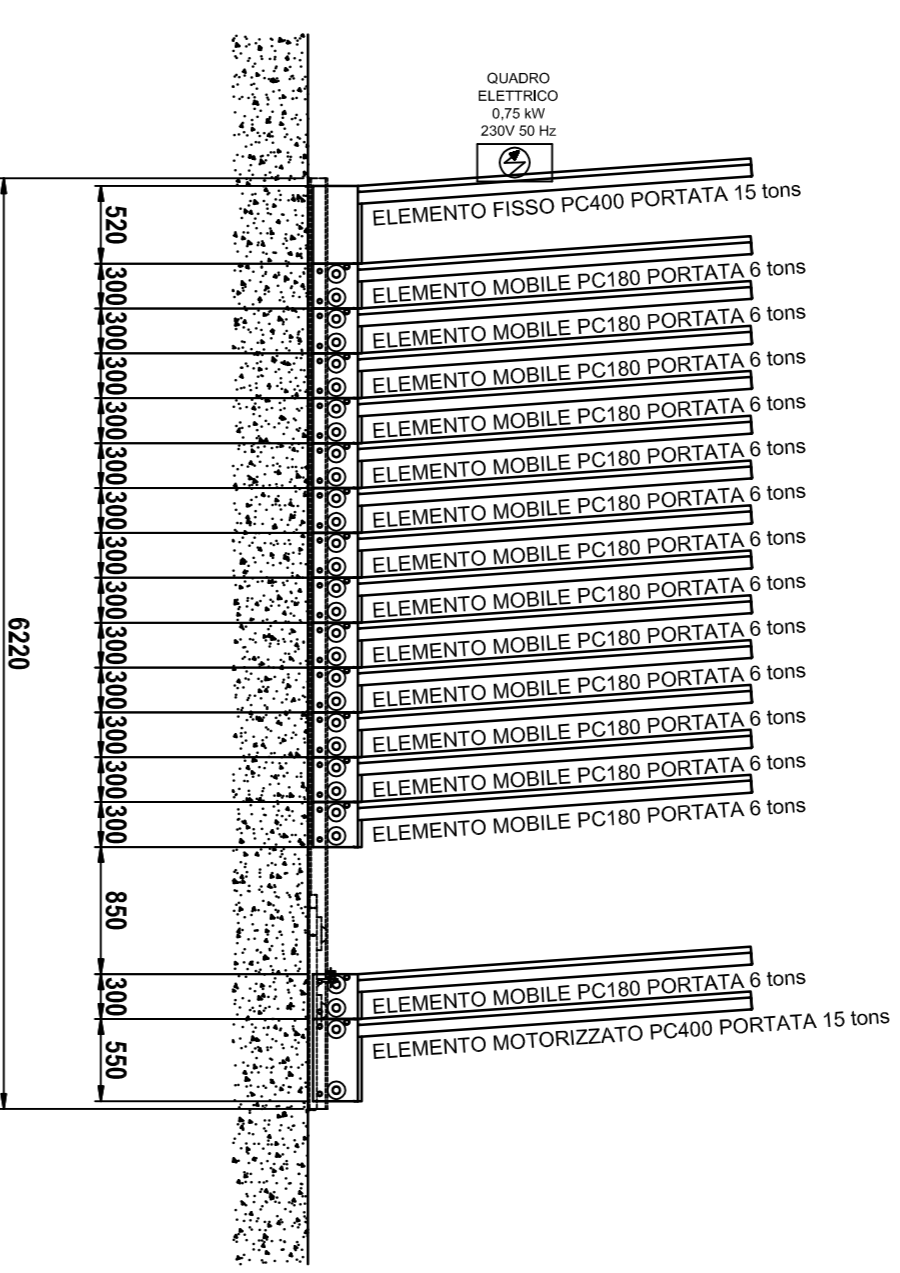 QUADRO
ELETTRICO
0,75 kW
230V 50 Hz
520
ELEMENTO FISSO PC400 PORTATA 15 tons
300
ELEMENTO MOBILE PC180 PORTATA 6 tons
300
ELEMENTO MOBILE PC180 PORTATA 6 tons
300
ELEMENTO MOBILE PC180 PORTATA 6 tons
300
ELEMENTO MOBILE PC180 PORTATA 6 tons
300
ELEMENTO MOBILE PC180 PORTATA 6 tons
300
ELEMENTO MOBILE PC180 PORTATA 6 tons
300
ELEMENTO MOBILE PC180 PORTATA 6 tons
300
ELEMENTO MOBILE PC180 PORTATA 6 tons
300
ELEMENTO MOBILE PC180 PORTATA 6 tons
300
ELEMENTO MOBILE PC180 PORTATA 6 tons
300
ELEMENTO MOBILE PC180 PORTATA 6 tons
300
ELEMENTO MOBILE PC180 PORTATA 6 tons
300
ELEMENTO MOBILE PC180 PORTATA 6 tons
850
300
ELEMENTO MOBILE PC180 PORTATA 6 tons
550
ELEMENTO MOTORIZZATO PC400 PORTATA 15 tons
6220